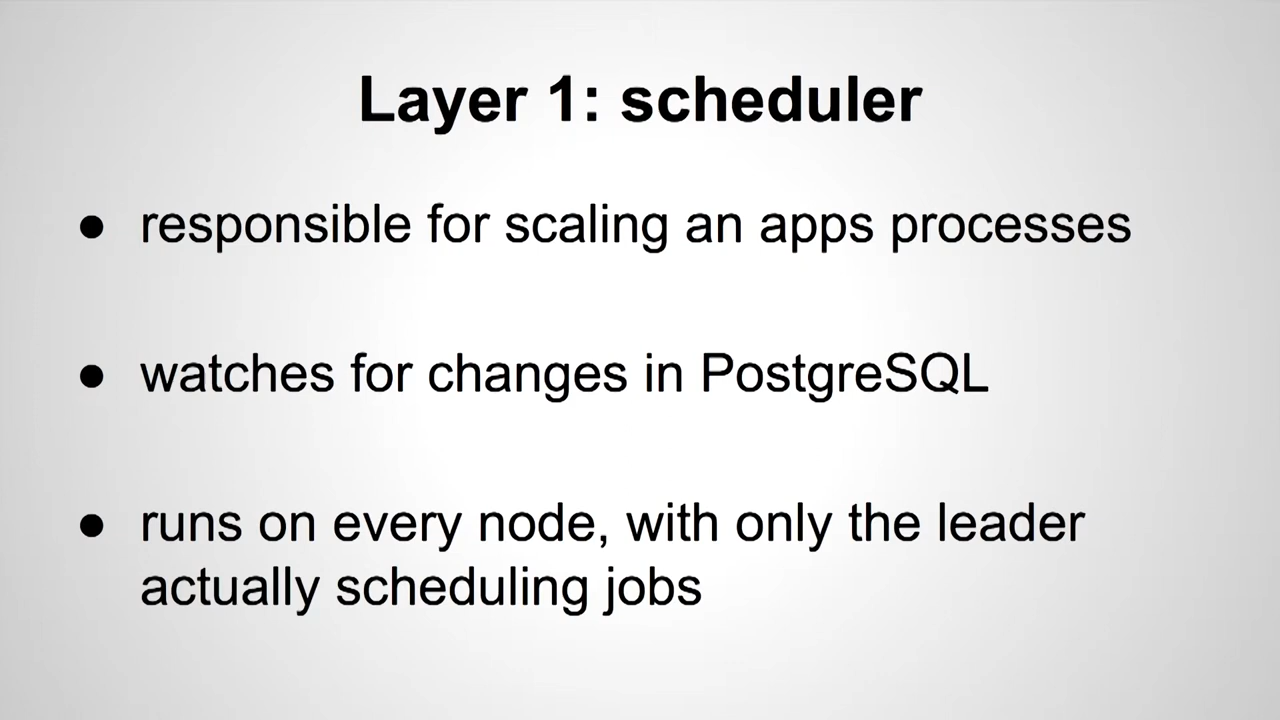 Layer 1: scheduler
● responsible for scaling an apps processes
● watches for changes in PostgreSQL
● runs on every node, with only the leader
actually scheduling jobs